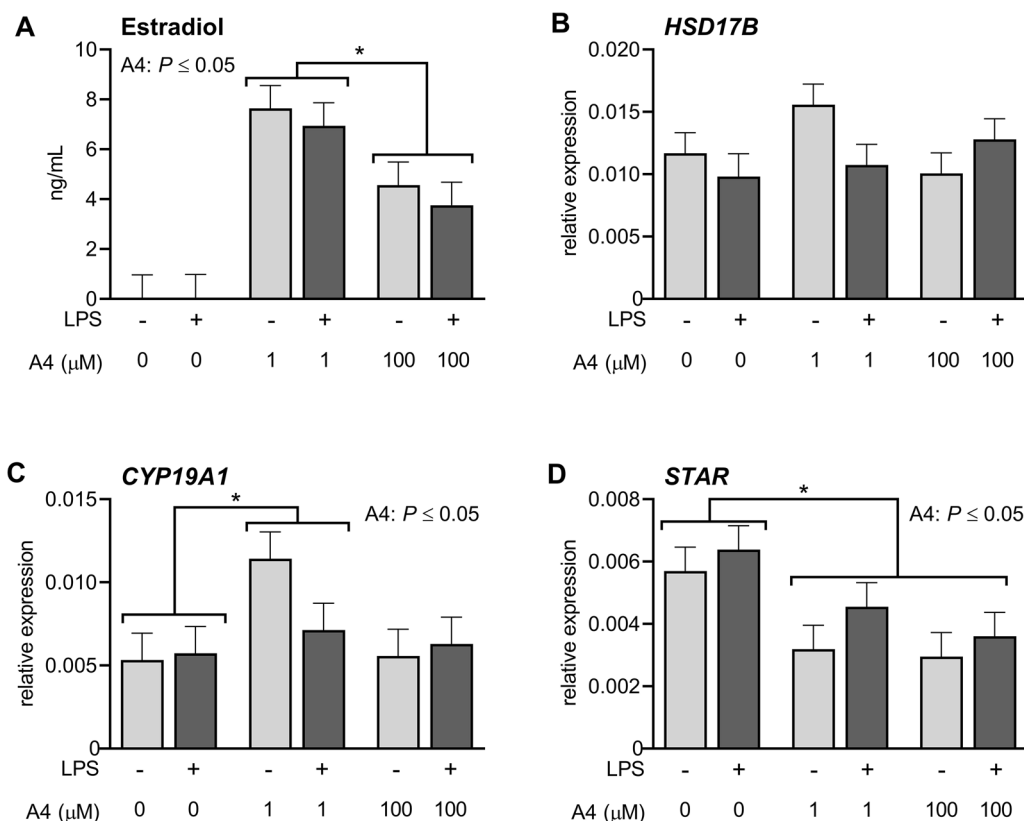 A Estradiol
A4: P ≤ 0.05
*
10
8
6
4
2
0
ng/mL
LPS - + - + - +
A4 (μM) 0 0 1 1 100 100
B HSD17B
0.020
0.015
0.010
0.005
0
relative expression
- + - + - +
0 0 1 1 100 100
C CYP19A1
*
A4: P ≤ 0.05
0.015
0.010
0.005
0
relative expression
LPS - + - + - +
A4 (μM) 0 0 1 1 100 100
D STAR
*
A4: P ≤ 0.05
0.008
0.006
0.004
0.002
0
relative expression
LPS - + - + - +
A4 (μM) 0 0 1 1 100 100